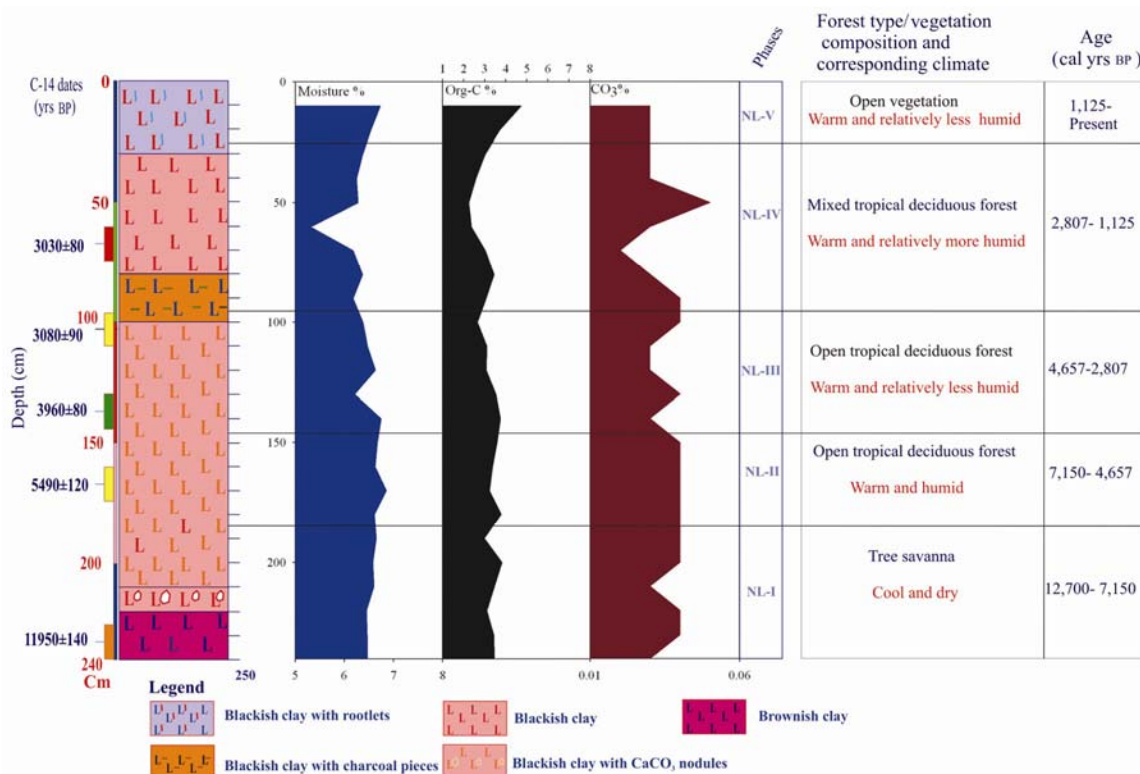 Forest type/vegetation
composition and
corresponding climate
Age
(cal yrs BP)
Phases
C-14 dates
(yrs BP)
0
0
1 2 3 4 5 6 7 8
Moisture %
Org-C %
CO3%
NL-V
Open vegetation
Warm and relatively less humid
1,125-
Present
50
50
3030±80
NL-IV
Mixed tropical deciduous forest
Warm and relatively more humid
2,807- 1,125
100
100
3080±90
Depth (cm)
3960±80
NL-III
Open tropical deciduous forest
Warm and relatively less humid
4,657-2,807
150
150
5490±120
NL-II
Open tropical deciduous forest
Warm and humid
7,150- 4,657
200
200
11950±140
NL-I
Tree savanna
Cool and dry
12,700- 7,150
240
Cm
250
5 6 7 8
0.01 0.06
Legend
Blackish clay with rootlets
Blackish clay
Brownish clay
Blackish clay with charcoal pieces
Blackish clay with CaCO3 nodules